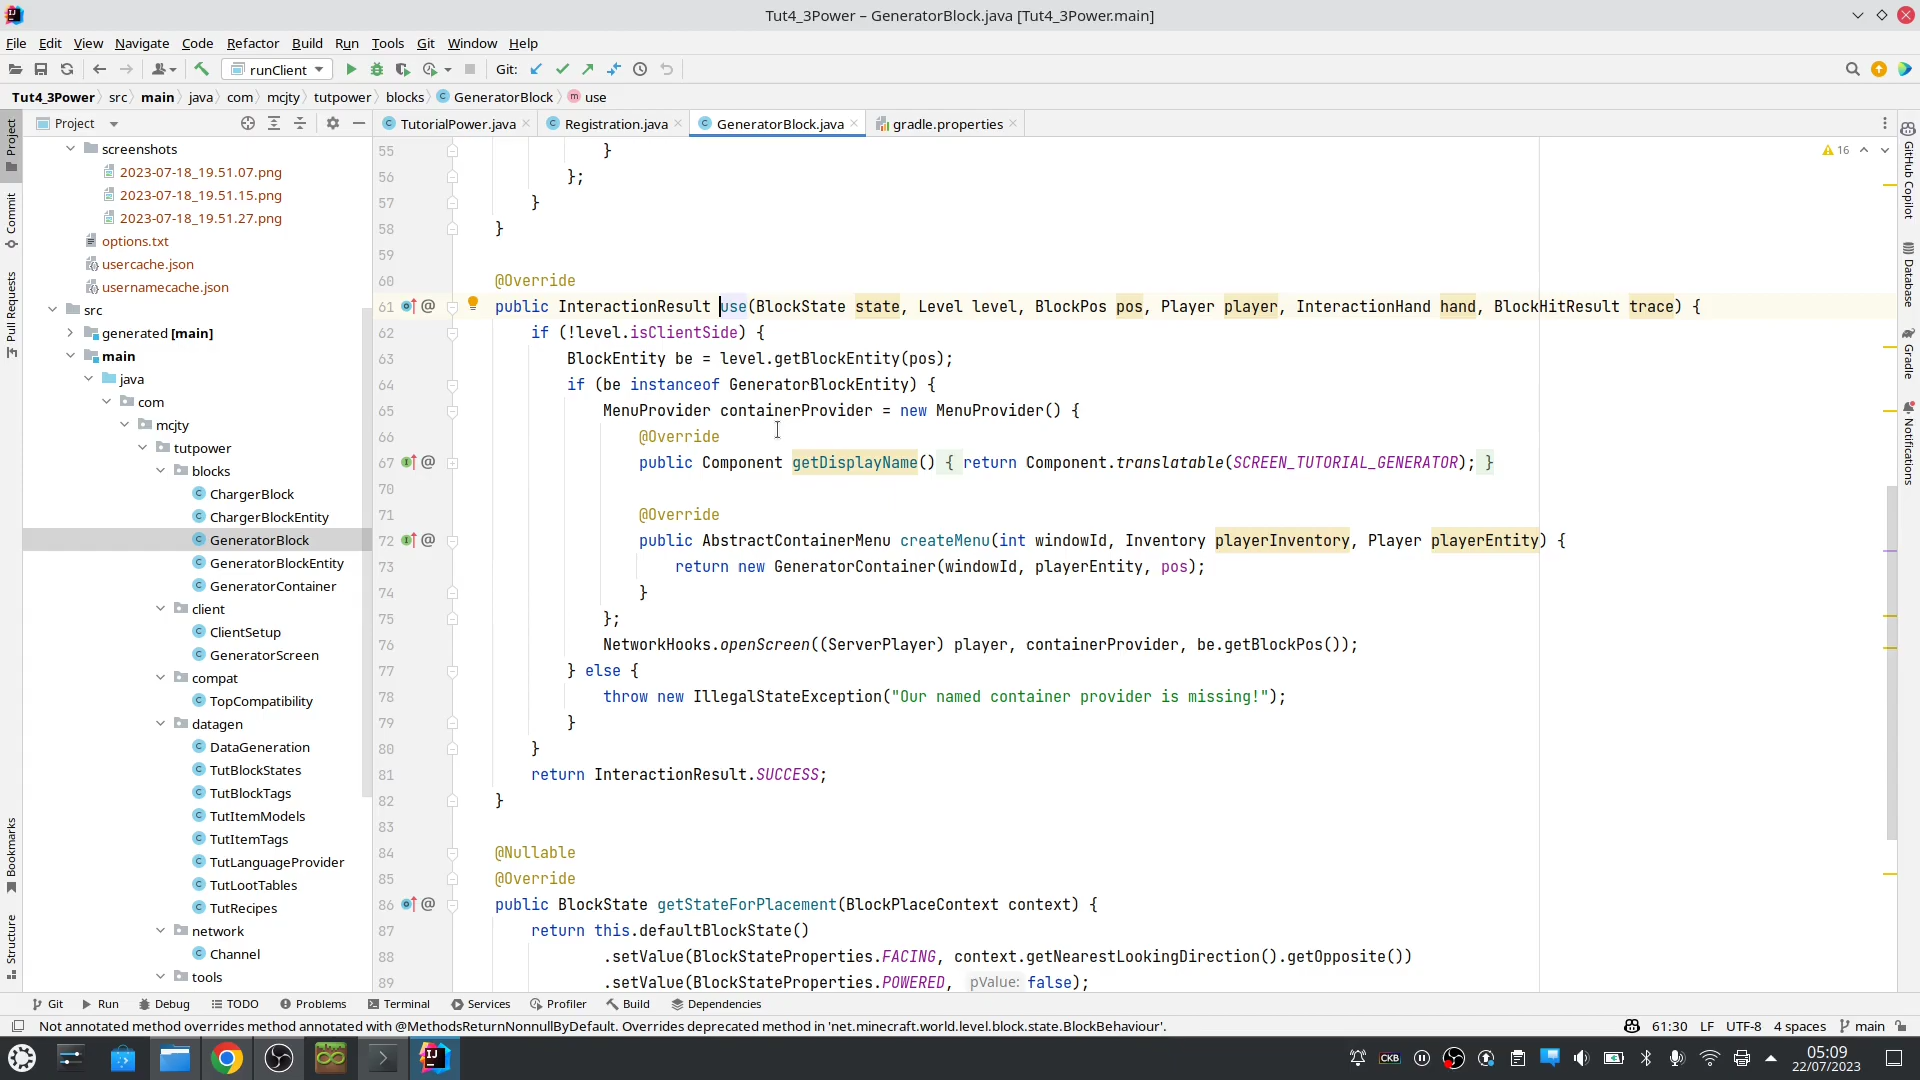 Tut4_3Power – GeneratorBlock.java [Tut4_3Power.main]
File Edit View Navigate Code Refactor Build Run Tools Git Window Help
runClient Git:
Tut4_3Power src main java com mcjty tutpower blocks GeneratorBlock use
Project TutorialPower.java Registration.java GeneratorBlock.java gradle.properties
Project
Commit
Pull Requests
Bookmarks
Structure
screenshots
2023-07-18_19.51.07.png
2023-07-18_19.51.15.png
2023-07-18_19.51.27.png
options.txt
usercache.json
usernamecache.json
src
generated [main]
main
java
com
mcjty
tutpower
blocks
ChargerBlock
ChargerBlockEntity
GeneratorBlock
GeneratorBlockEntity
GeneratorContainer
client
ClientSetup
GeneratorScreen
compat
TopCompatibility
datagen
DataGeneration
TutBlockStates
TutBlockTags
TutItemModels
TutItemTags
TutLanguageProvider
TutLootTables
TutRecipes
network
Channel
tools
16
55 }
56 };
57 }
58 }
59
60 @Override
61 @ public InteractionResult use(BlockState state, Level level, BlockPos pos, Player player, InteractionHand hand, BlockHitResult trace) {
62 if (!level.isClientSide) {
63 BlockEntity be = level.getBlockEntity(pos);
64 if (be instanceof GeneratorBlockEntity) {
65 MenuProvider containerProvider = new MenuProvider() {
66 @Override
67 @ public Component getDisplayName() { return Component.translatable(SCREEN_TUTORIAL_GENERATOR); }
70
71 @Override
72 @ public AbstractContainerMenu createMenu(int windowId, Inventory playerInventory, Player playerEntity) {
73 return new GeneratorContainer(windowId, playerEntity, pos);
74 }
75 };
76 NetworkHooks.openScreen((ServerPlayer) player, containerProvider, be.getBlockPos());
77 } else {
78 throw new IllegalStateException("Our named container provider is missing!");
79 }
80 }
81 return InteractionResult.SUCCESS;
82 }
83
84 @Nullable
85 @Override
86 @ public BlockState getStateForPlacement(BlockPlaceContext context) {
87 return this.defaultBlockState()
88 .setValue(BlockStateProperties.FACING, context.getNearestLookingDirection().getOpposite())
89 .setValue(BlockStateProperties.POWERED, pValue: false);
GitHub Copilot
Database
Gradle
Notifications
Git Run Debug TODO Problems Terminal Services Profiler Build Dependencies
Not annotated method overrides method annotated with @MethodsReturnNonnullByDefault. Overrides deprecated method in 'net.minecraft.world.level.block.state.BlockBehaviour'. 61:30 LF UTF-8 4 spaces main
CKB
05:09
22/07/2023